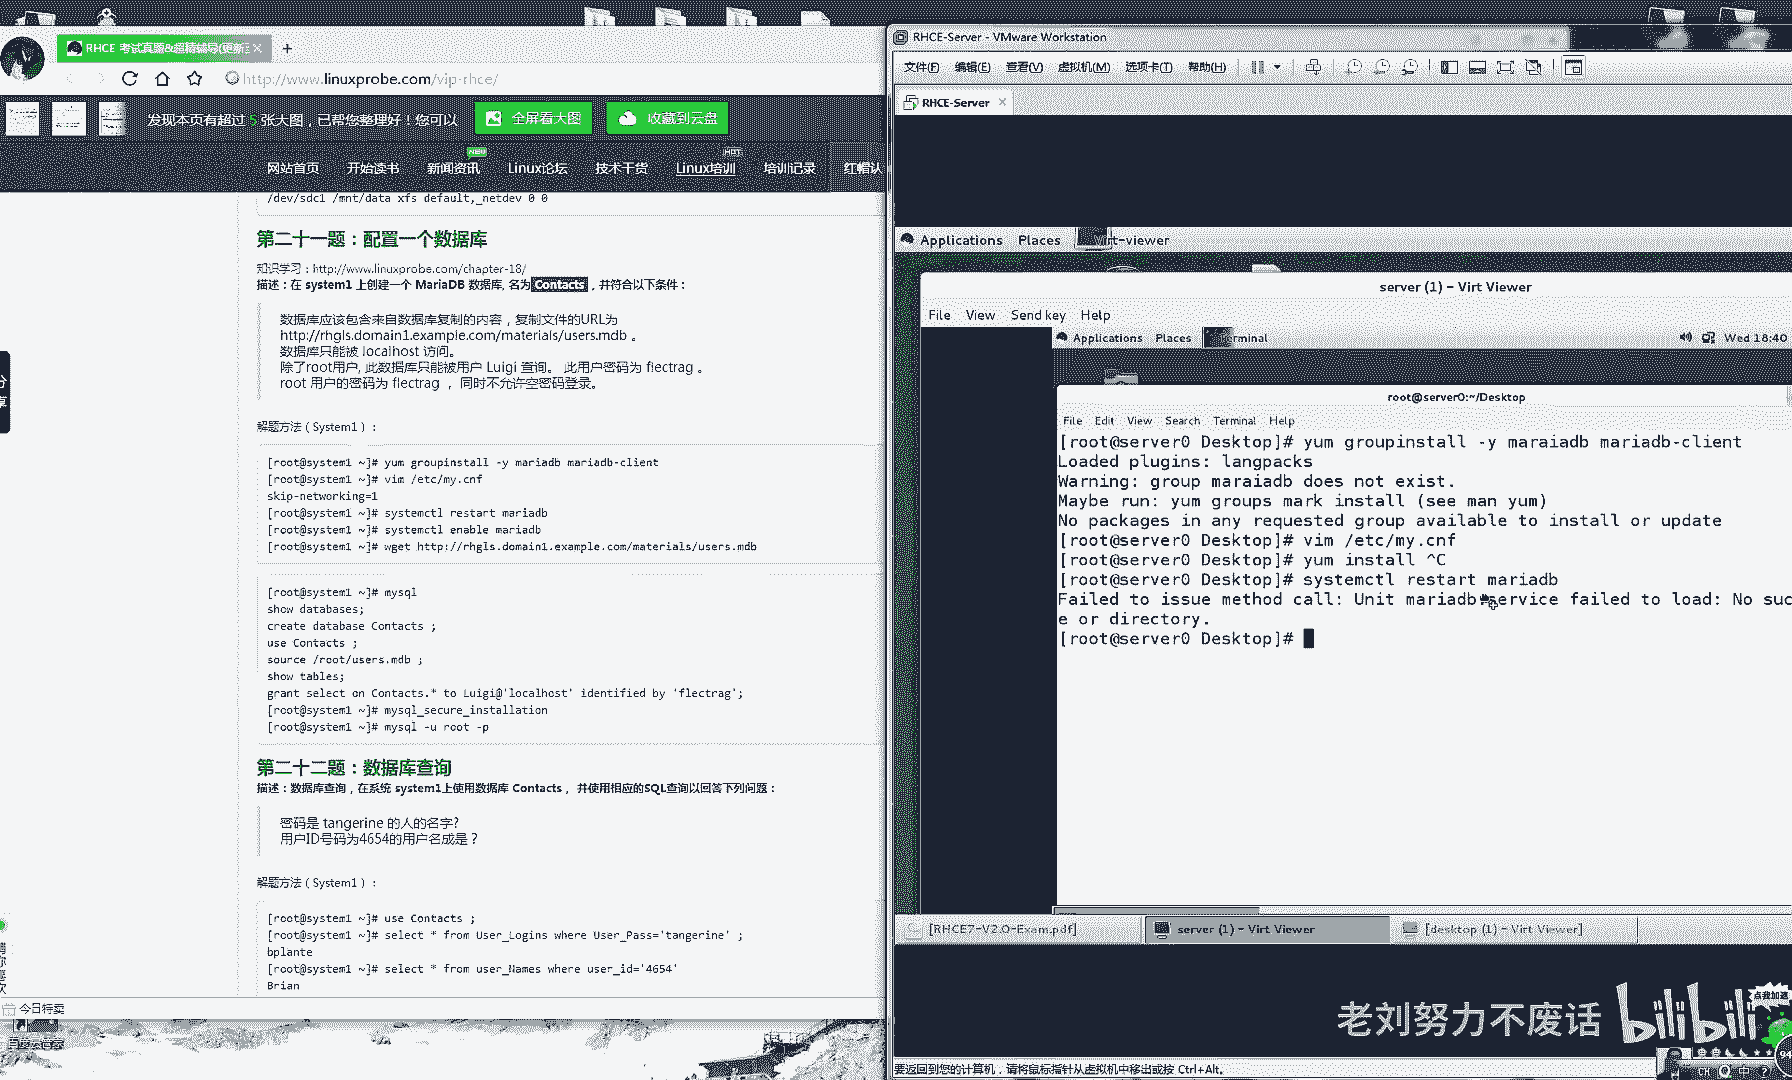 RHCE 考试真题&超精辅导(更新至
http://www.linuxprobe.com/vip-rhce/
发现本页有超过 5 张大图，已帮您整理好！您可以
全屏看大图
收藏到云盘
网站首页
开始读书
新闻资讯
NEW
Linux论坛
技术干货
Linux培训
HOT
培训记录
红帽认
/dev/sdc1 /mnt/data xfs default,_netdev 0 0
第二十一题：配置一个数据库
知识学习：http://www.linuxprobe.com/chapter-18/
描述：在 system1 上创建一个 MariaDB 数据库, 名为 Contacts ，并符合以下条件：
数据库应该包含来自数据库复制的内容，复制文件的URL为
http://rhgls.domain1.example.com/materials/users.mdb 。
数据库只能被 localhost 访问。
除了root用户, 此数据库只能被用户 Luigi 查询。 此用户密码为 flectrag 。
root 用户的密码为 flectrag ， 同时不允许空密码登录。
解题方法（System1）：
[root@system1 ~]# yum groupinstall -y mariadb mariadb-client
[root@system1 ~]# vim /etc/my.cnf
skip-networking=1
[root@system1 ~]# systemctl restart mariadb
[root@system1 ~]# systemctl enable mariadb
[root@system1 ~]# wget http://rhgls.domain1.example.com/materials/users.mdb
[root@system1 ~]# mysql
show databases;
create database Contacts ;
use Contacts ;
source /root/users.mdb ;
show tables;
grant select on Contacts.* to Luigi@'localhost' identified by 'flectrag';
[root@system1 ~]# mysql_secure_installation
[root@system1 ~]# mysql -u root -p
第二十二题：数据库查询
描述：数据库查询，在系统 system1上使用数据库 Contacts， 并使用相应的SQL查询以回答下列问题：
密码是 tangerine 的人的名字?
用户ID号码为4654的用户名成是？
解题方法（System1）：
[root@system1 ~]# use Contacts ;
[root@system1 ~]# select * from User_Logins where User_Pass='tangerine' ;
bplante
[root@system1 ~]# select * from user_Names where user_id='4654'
Brian
今日特卖
RHCE-Server - VMware Workstation
文件(F) 编辑(E) 查看(V) 虚拟机(M) 选项卡(T) 帮助(H)
RHCE-Server
Applications Places Virt-viewer
server (1) – Virt Viewer
File View Send key Help
Applications Places Terminal
Wed 18:40
root@server0:~/Desktop
File Edit View Search Terminal Help
[root@server0 Desktop]# yum groupinstall -y maraiadb mariadb-client
Loaded plugins: langpacks
Warning: group maraiadb does not exist.
Maybe run: yum groups mark install (see man yum)
No packages in any requested group available to install or update
[root@server0 Desktop]# vim /etc/my.cnf
[root@server0 Desktop]# yum install ^C
[root@server0 Desktop]# systemctl restart mariadb
Failed to issue method call: Unit mariadb.service failed to load: No suc
e or directory.
[root@server0 Desktop]#
[RHCE7-V2.0-Exam.pdf]
server (1) – Virt Viewer
[desktop (1) – Virt Viewer]
老刘努力不废话 bilibili
要返回到您的计算机，请将鼠标指针从虚拟机中移出或按 Ctrl+Alt。